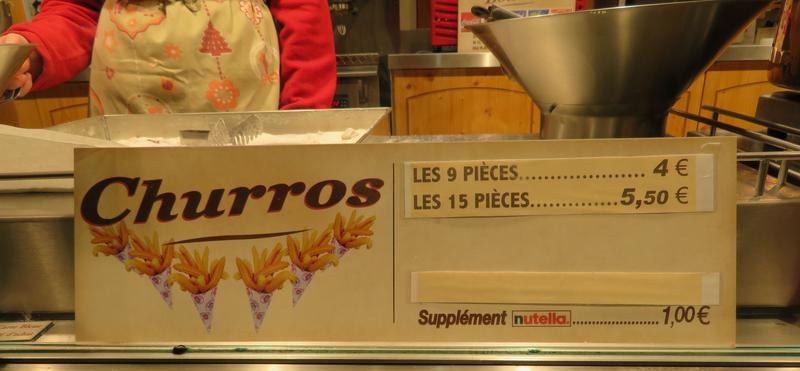 Churros
LES 9 PIÈCES..................... 4 €
LES 15 PIÈCES..............5,50 €
Supplément nutella.......................1,00€